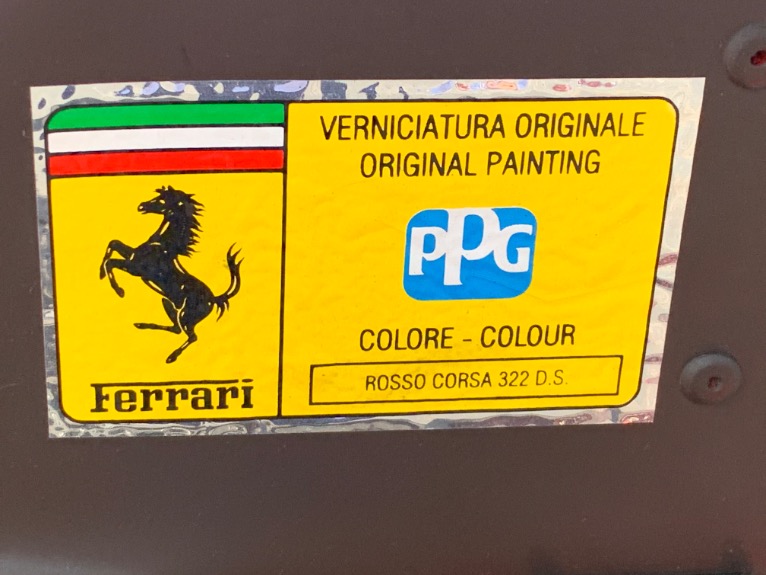 VERNICIATURA ORIGINALE
ORIGINAL PAINTING
PPG
COLORE - COLOUR
ROSSO CORSA 322 D.S.
Ferrari